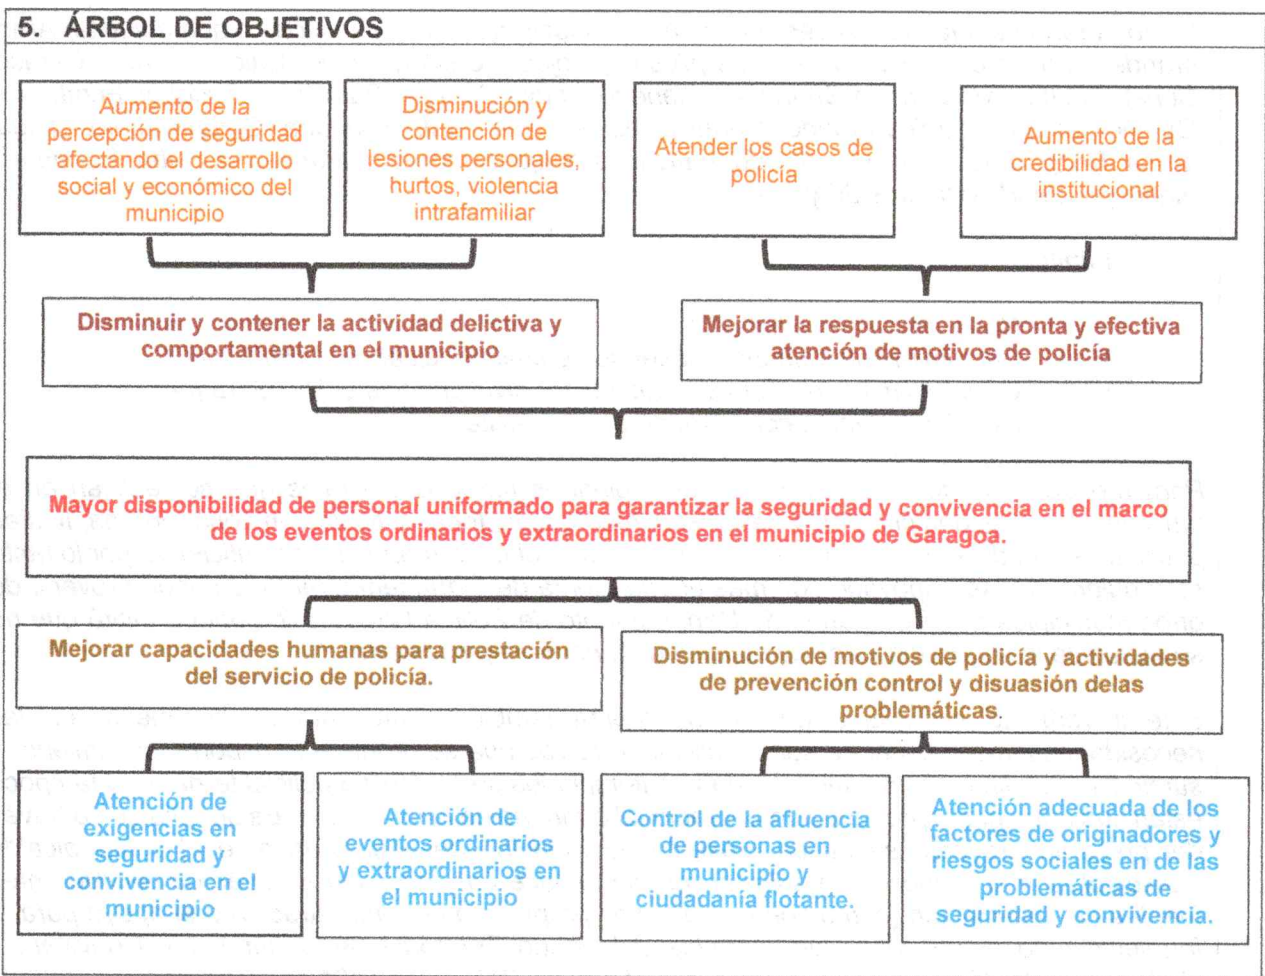 5. ÁRBOL DE OBJETIVOS
Aumento de la
percepción de seguridad
afectando el desarrollo
social y económico del
municipio
Disminución y
contención de
lesiones personales,
hurtos, violencia
intrafamiliar
Atender los casos de
policía
Aumento de la
credibilidad en la
institucional
Disminuir y contener la actividad delictiva y
comportamental en el municipio
Mejorar la respuesta en la pronta y efectiva
atención de motivos de policía
Mayor disponibilidad de personal uniformado para garantizar la seguridad y convivencia en el marco
de los eventos ordinarios y extraordinarios en el municipio de Garagoa.
Mejorar capacidades humanas para prestación
del servicio de policía.
Disminución de motivos de policía y actividades
de prevención control y disuasión delas
problemáticas.
Atención de
exigencias en
seguridad y
convivencia en el
municipio
Atención de
eventos ordinarios
y extraordinarios en
el municipio
Control de la afluencia
de personas en
municipio y
ciudadanía flotante.
Atención adecuada de los
factores de originadores y
riesgos sociales en de las
problemáticas de
seguridad y convivencia.